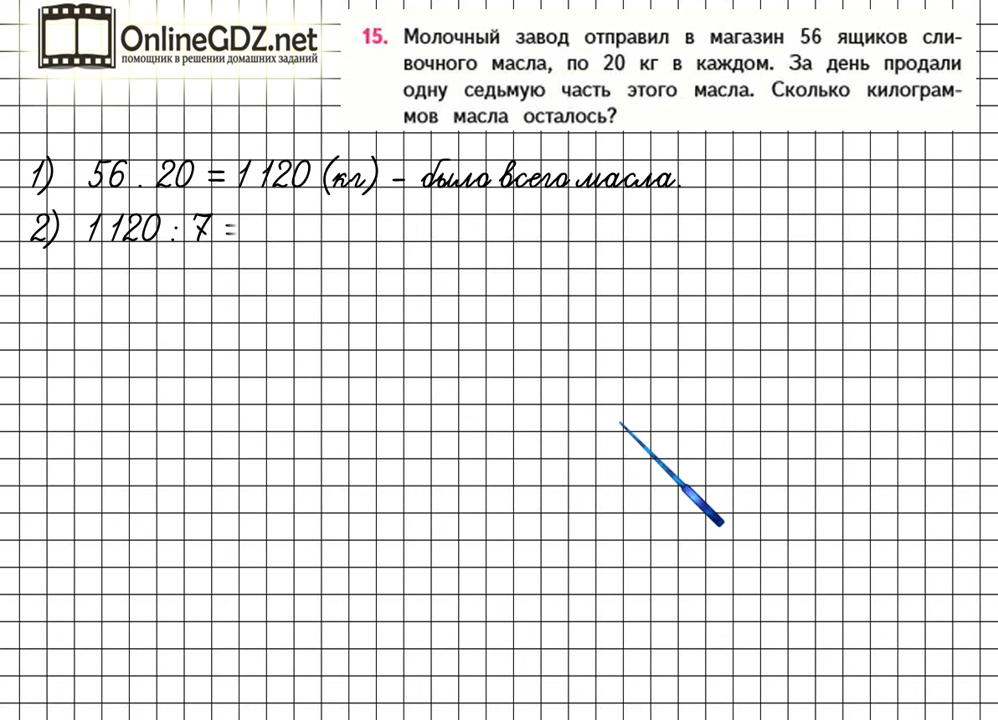 OnlineGDZ.net
помощник в решении домашних заданий
15. Молочный завод отправил в магазин 56 ящиков сли-
вочного масла, по 20 кг в каждом. За день продали
одну седьмую часть этого масла. Сколько килограм-
мов масла осталось?
1) 56 . 20 = 1 120 (кг) – было всего масла.
2) 1 120 : 7 =